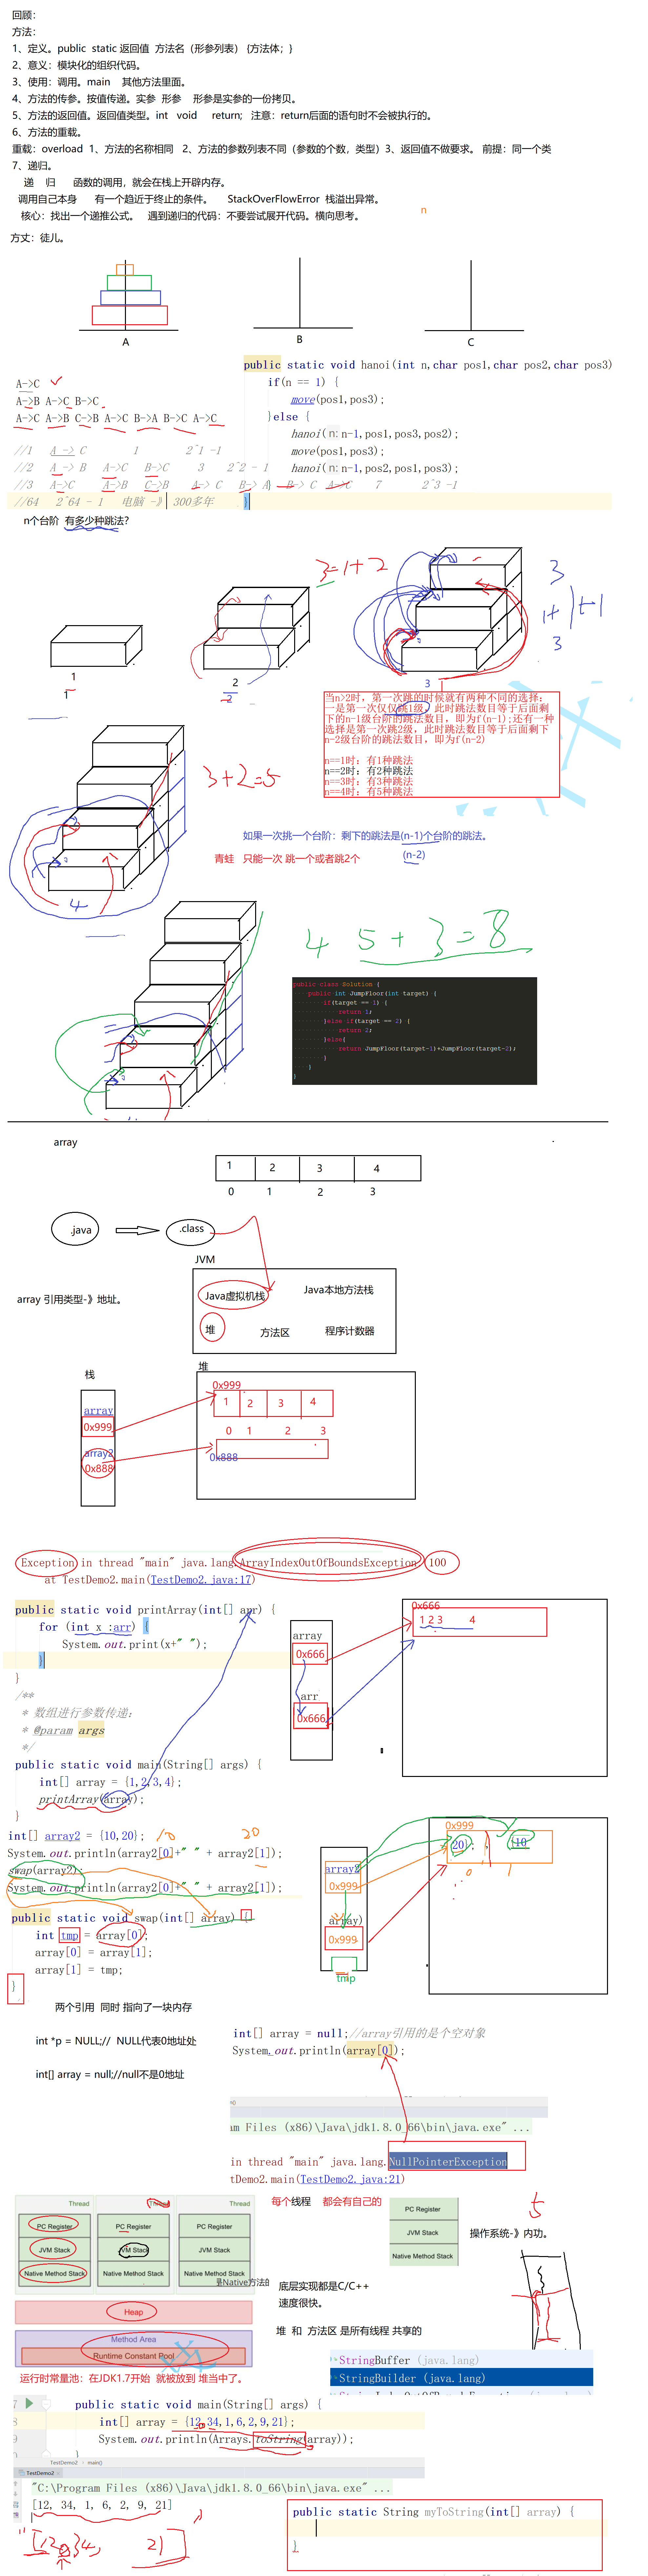 回顾：
方法：
1、定义。public static 返回值 方法名（形参列表）{方法体；}
2、意义：模块化的组织代码。
3、使用：调用。main 其他方法里面。
4、方法的传参。按值传递。实参 形参 形参是实参的一份拷贝。
5、方法的返回值。返回值类型。int void return; 注意：return后面的语句时不会被执行的。
6、方法的重载。
重载：overload 1、方法的名称相同 2、方法的参数列表不同（参数的个数，类型）3、返回值不做要求。 前提：同一个类
7、递归。
递 归 函数的调用，就会在栈上开辟内存。
调用自己本身 有一个趋近于终止的条件。 StackOverFlowError 栈溢出异常。
核心：找出一个递推公式。 遇到递归的代码：不要尝试展开代码。横向思考。
n
方丈：徒儿。
A
B
C
A->C
A->B A->C B->C
A->C A->B C->B A->C B->A B->C A->C
//1 A -> C 1 2^1 -1
//2 A -> B A->C B->C 3 2^2 - 1
//3 A->C A->B C->B A-> C B-> A B-> C A->C 7 2^3 -1
//64 2^64 - 1 电脑 -》 300多年
public static void hanoi(int n,char pos1,char pos2,char pos3)
if(n == 1) {
move(pos1,pos3);
}else {
hanoi( n: n-1,pos1,pos3,pos2);
move(pos1,pos3);
hanoi( n: n-1,pos2,pos1,pos3);
}
}
n个台阶 有多少种跳法？
3=1+2
3
1+
3
1
1
2
2
3
当n>2时，第一次跳的时候就有两种不同的选择：
一是第一次仅仅跳1级，此时跳法数目等于后面剩
下的n-1级台阶的跳法数目，即为f(n-1);还有一种
选择是第一次跳2级，此时跳法数目等于后面剩下
n-2级台阶的跳法数目，即为f(n-2)
n==1时：有1种跳法
n==2时：有2种跳法
n==3时：有3种跳法
n==4时：有5种跳法
3+2=5
如果一次挑一个台阶：剩下的跳法是(n-1)个台阶的跳法。
青蛙 只能一次 跳一个或者跳2个
(n-2)
4
4 5+3=8
public class Solution {
public int JumpFloor(int target) {
if(target == 1) {
return 1;
}else if(target == 2) {
return 2;
}else{
return JumpFloor(target-1)+JumpFloor(target-2);
}
}
}
array
1 2 3 4
0 1 2 3
.java
.class
JVM
Java虚拟机栈
Java本地方法栈
堆
方法区
程序计数器
array 引用类型-》地址。
栈
堆
array
0x999
array2
0x888
0x999
1 2 3 4
0 1 2 3
0x888
Exception in thread "main" java.lang.ArrayIndexOutOfBoundsException: 100
at TestDemo2.main(TestDemo2.java:17)
public static void printArray(int[] arr) {
for (int x :arr) {
System.out.print(x+" ");
}
}
/**
* 数组进行参数传递：
* @param args
*/
public static void main(String[] args) {
int[] array = {1,2,3,4};
printArray(array);
}
array
0x666
arr
0x666
0x666
1 2 3 4
int[] array2 = {10,20};
10 20
System.out.println(array2[0]+" " + array2[1]);
swap(array2);
System.out.println(array2[0]+" " + array2[1]);
public static void swap(int[] array) {
int tmp = array[0];
array[0] = array[1];
array[1] = tmp;
}
array2
0x999
array)
0x999
tmp
0x999
20} , {10
0 1
两个引用 同时 指向了一块内存
int *p = NULL;// NULL代表0地址处
int[] array = null;//null不是0地址
int[] array = null;//array引用的是个空对象
System.out.println(array[0]);
am Files (x86)\Java\jdk1.8.0_66\bin\java.exe" ...
in thread "main" java.lang.NullPointerException
tDemo2.main(TestDemo2.java:21)
Thread Thread Thread
PC Register PC Register PC Register
JVM Stack JVM Stack JVM Stack
Native Method Stack Native Method Stack Native Method Stack
Heap
Method Area
Runtime Constant Pool
每个线程 都会有自己的
PC Register
JVM Stack
Native Method Stack
5
操作系统-》内功。
底层实现都是C/C++
速度很快。
堆 和 方法区 是所有线程 共享的
运行时常量池：在JDK1.7开始 就被放到 堆当中了。
StringBuffer (java.lang)
StringBuilder (java.lang)
public static void main(String[] args) {
int[] array = {12,34,1,6,2,9,21};
System.out.println(Arrays.toString(array));
}
TestDemo2 main()
TestDemo2
"C:\Program Files (x86)\Java\jdk1.8.0_66\bin\java.exe" ...
[12, 34, 1, 6, 2, 9, 21]
"[12, 34, 21]"
public static String myToString(int[] array) {
}